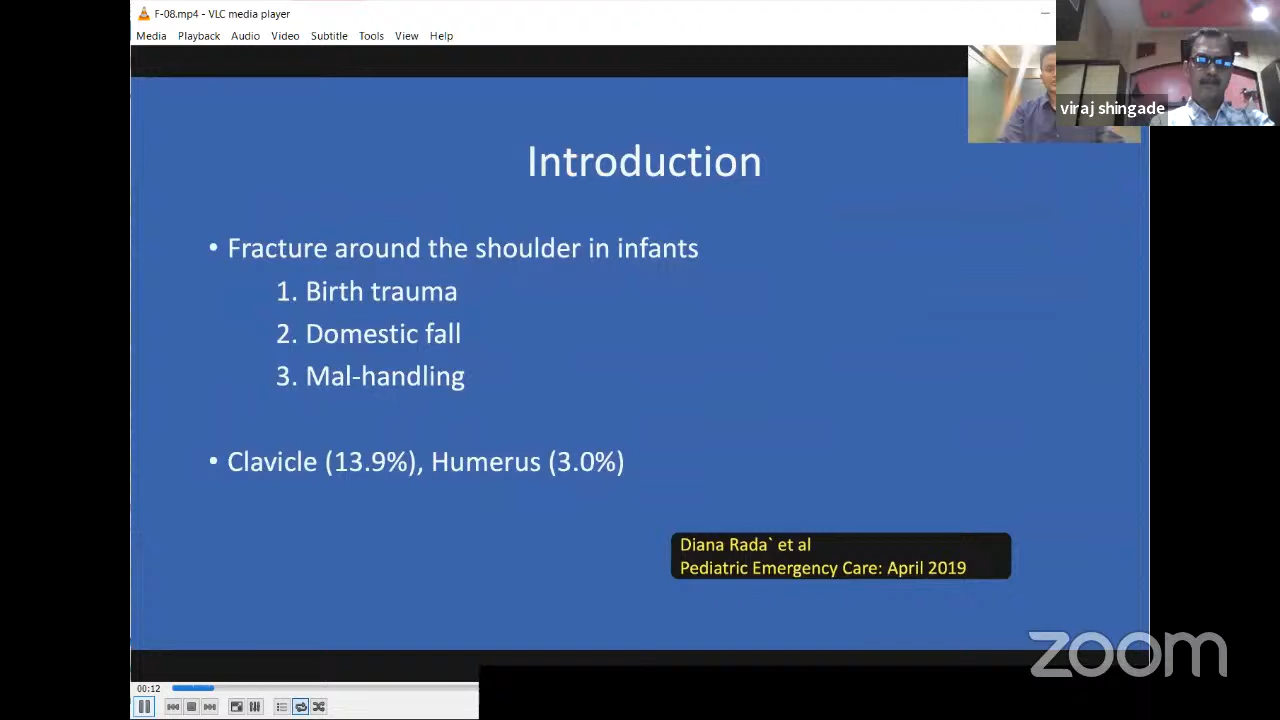 F-08.mp4 - VLC media player
Media Playback Audio Video Subtitle Tools View Help
viraj shingade
Introduction
• Fracture around the shoulder in infants
1. Birth trauma
2. Domestic fall
3. Mal-handling
• Clavicle (13.9%), Humerus (3.0%)
Diana Rada` et al
Pediatric Emergency Care: April 2019
zoom
00:12